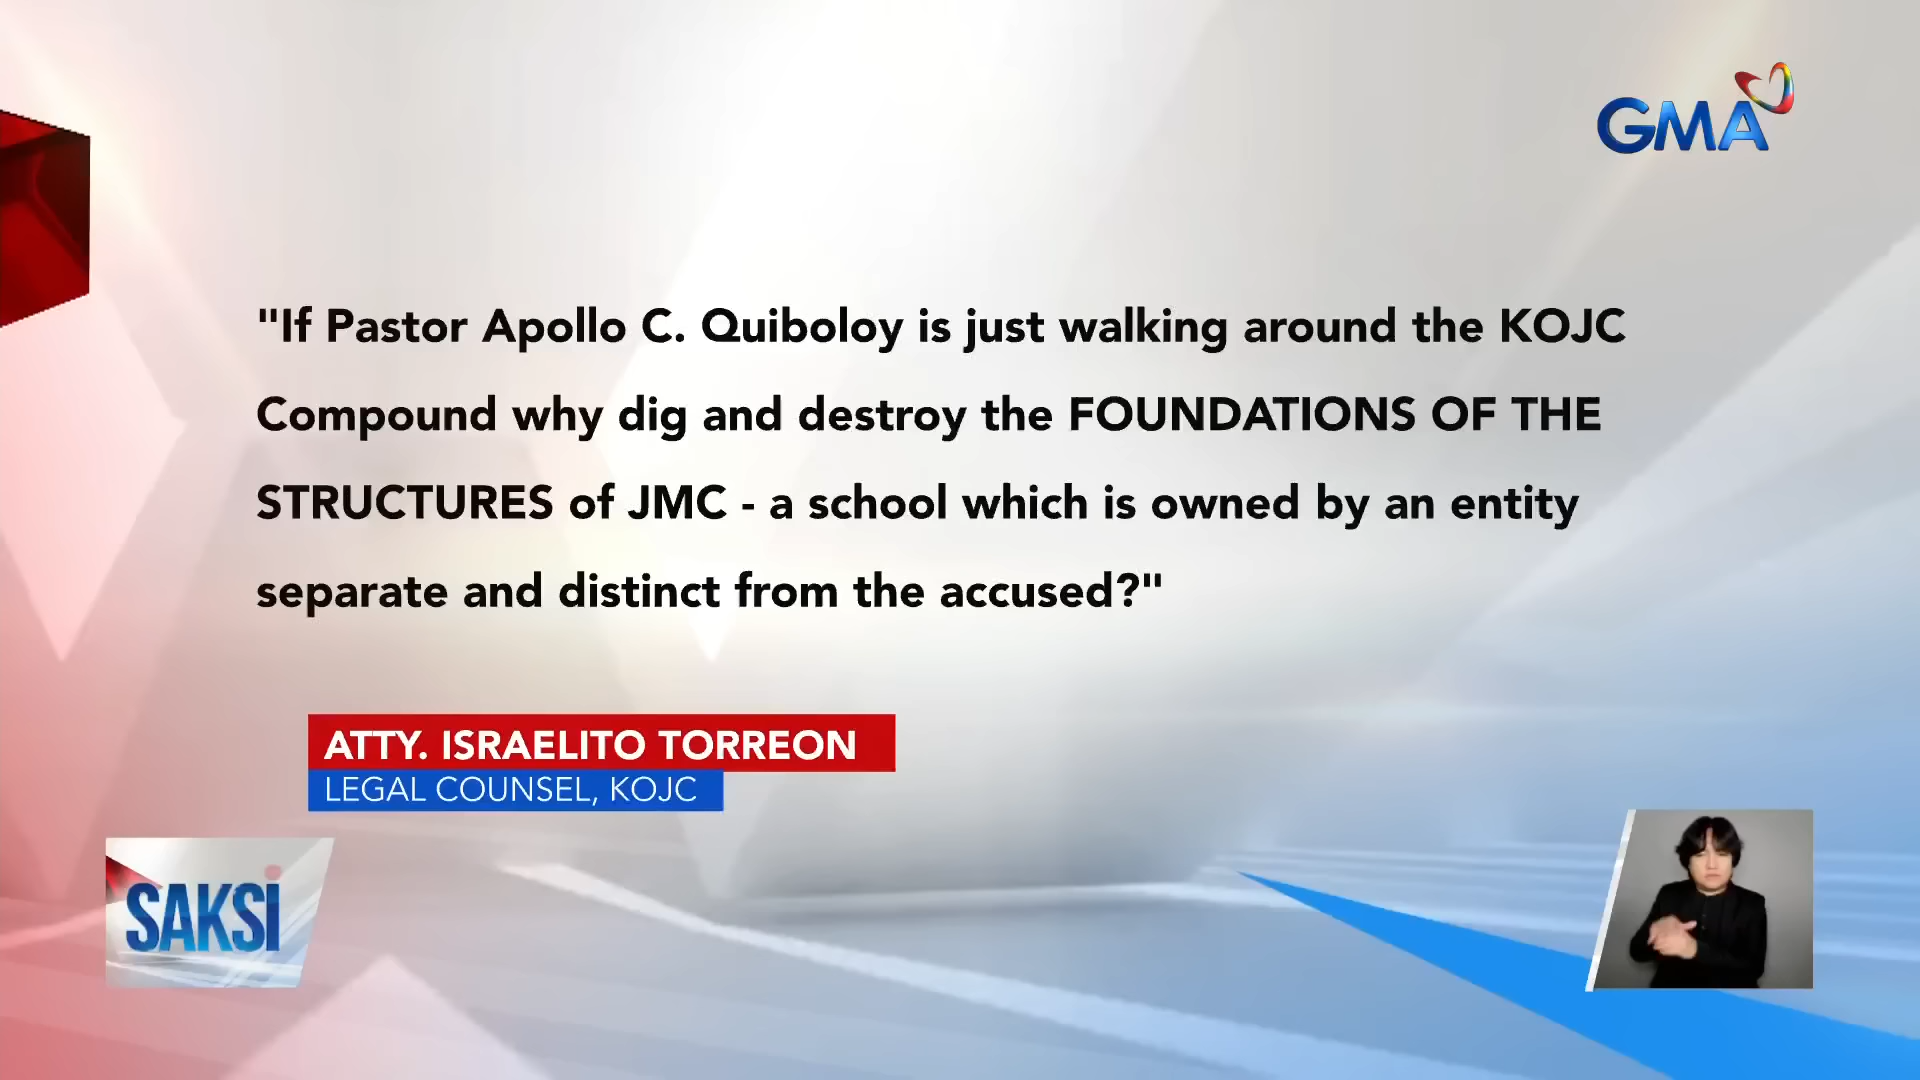 GMA
"If Pastor Apollo C. Quiboloy is just walking around the KOJC
Compound why dig and destroy the FOUNDATIONS OF THE
STRUCTURES of JMC - a school which is owned by an entity
separate and distinct from the accused?"
ATTY. ISRAELITO TORREON
LEGAL COUNSEL, KOJC
SAKSI